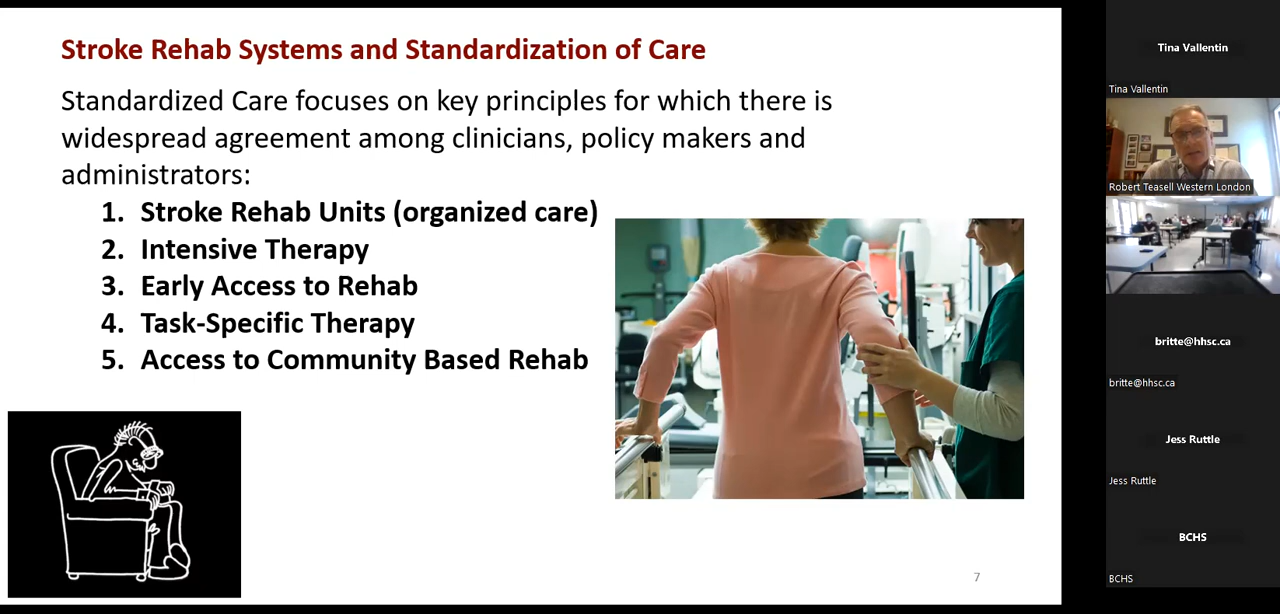 Stroke Rehab Systems and Standardization of Care
Standardized Care focuses on key principles for which there is
widespread agreement among clinicians, policy makers and
administrators:
1. Stroke Rehab Units (organized care)
2. Intensive Therapy
3. Early Access to Rehab
4. Task-Specific Therapy
5. Access to Community Based Rehab
7
Tina Vallentin
Tina Vallentin
Robert Teasell Western London
britte@hhsc.ca
britte@hhsc.ca
Jess Ruttle
Jess Ruttle
BCHS
BCHS